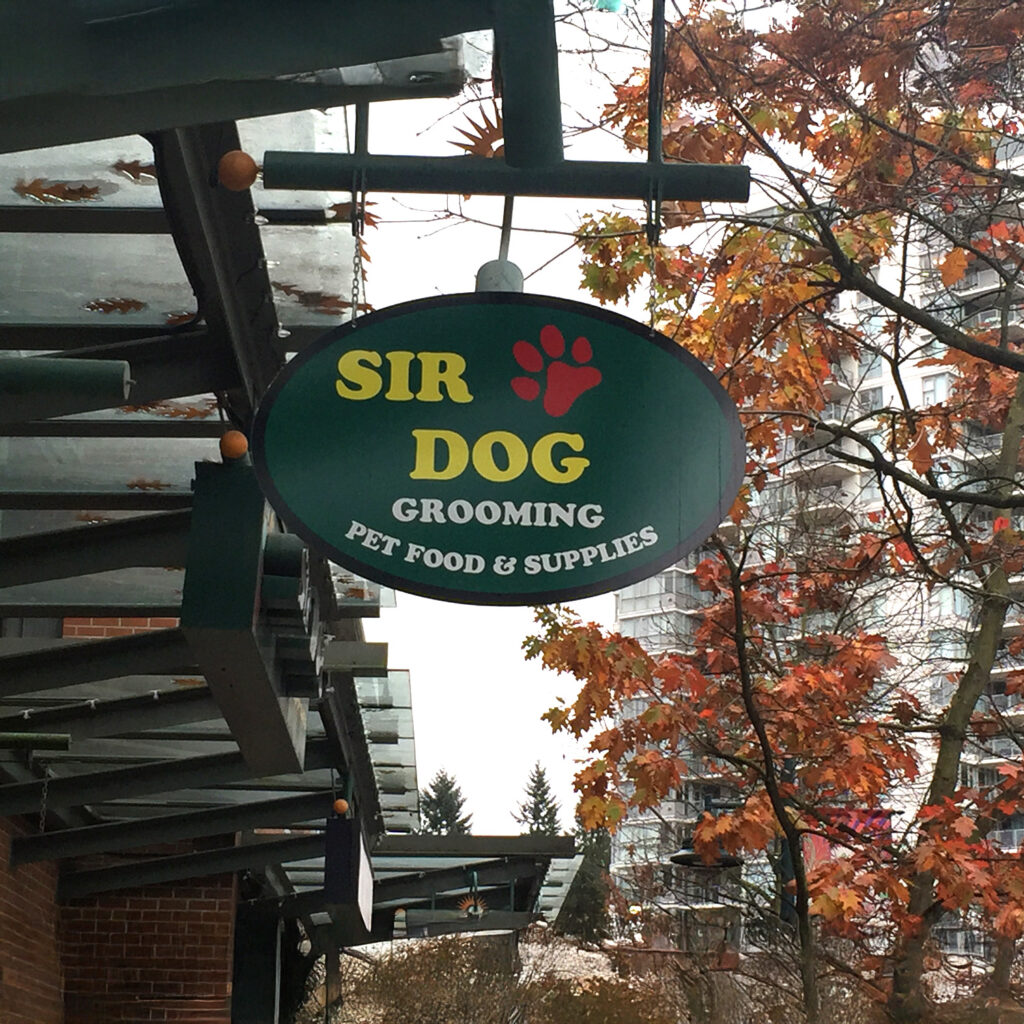 SIR
DOG
GROOMING
PET FOOD & SUPPLIES